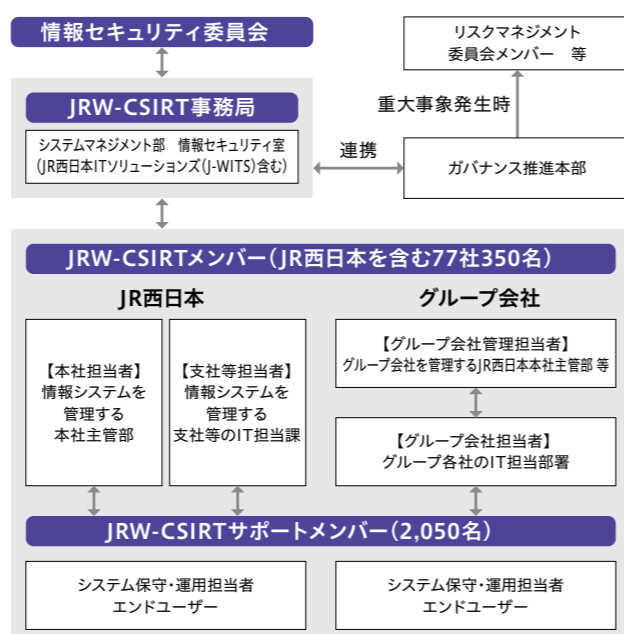 情報セキュリティ委員会
リスクマネジメント
委員会メンバー 等
JRW-CSIRT事務局
重大事象発生時
システムマネジメント部 情報セキュリティ室
(JR西日本ITソリューションズ(J-WITS)含む)
連携
ガバナンス推進本部
JRW-CSIRTメンバー(JR西日本を含む77社350名)
JR西日本
グループ会社
【本社担当者】
情報システムを
管理する
本社主管部
【支社等担当者】
情報システムを
管理する
支社等のIT担当課
【グループ会社管理担当者】
グループ会社を管理するJR西日本本社主管部 等
【グループ会社担当者】
グループ各社のIT担当部署
JRW-CSIRTサポートメンバー(2,050名)
システム保守・運用担当者
エンドユーザー
システム保守・運用担当者
エンドユーザー